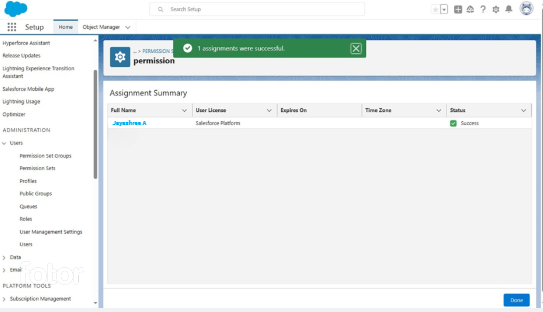 Search Setup
Setup
Home
Object Manager
Hyperforce Assistant
Release Updates
Lightning Experience Transition
Assistant
Salesforce Mobile App
Lightning Usage
Optimizer
ADMINISTRATION
Users
Permission Set Groups
Permission Sets
Profiles
Public Groups
Queues
Roles
User Management Settings
Users
Data
Email
PLATFORM TOOLS
Subscription Management
... > PERMISSION S
permission
1 assignments were successful.
Assignment Summary
Full Name User License Expires On Time Zone Status
Jayashree A Salesforce Platform Success
Done
fotor